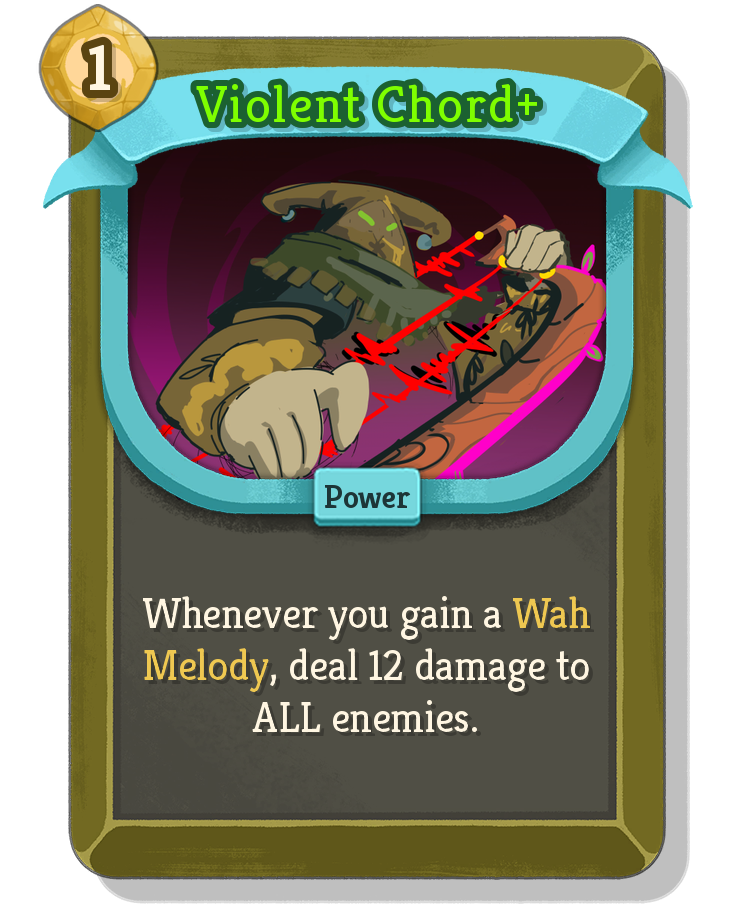 1
Violent Chord+
Power
Whenever you gain a Wah
Melody, deal 12 damage to
ALL enemies.